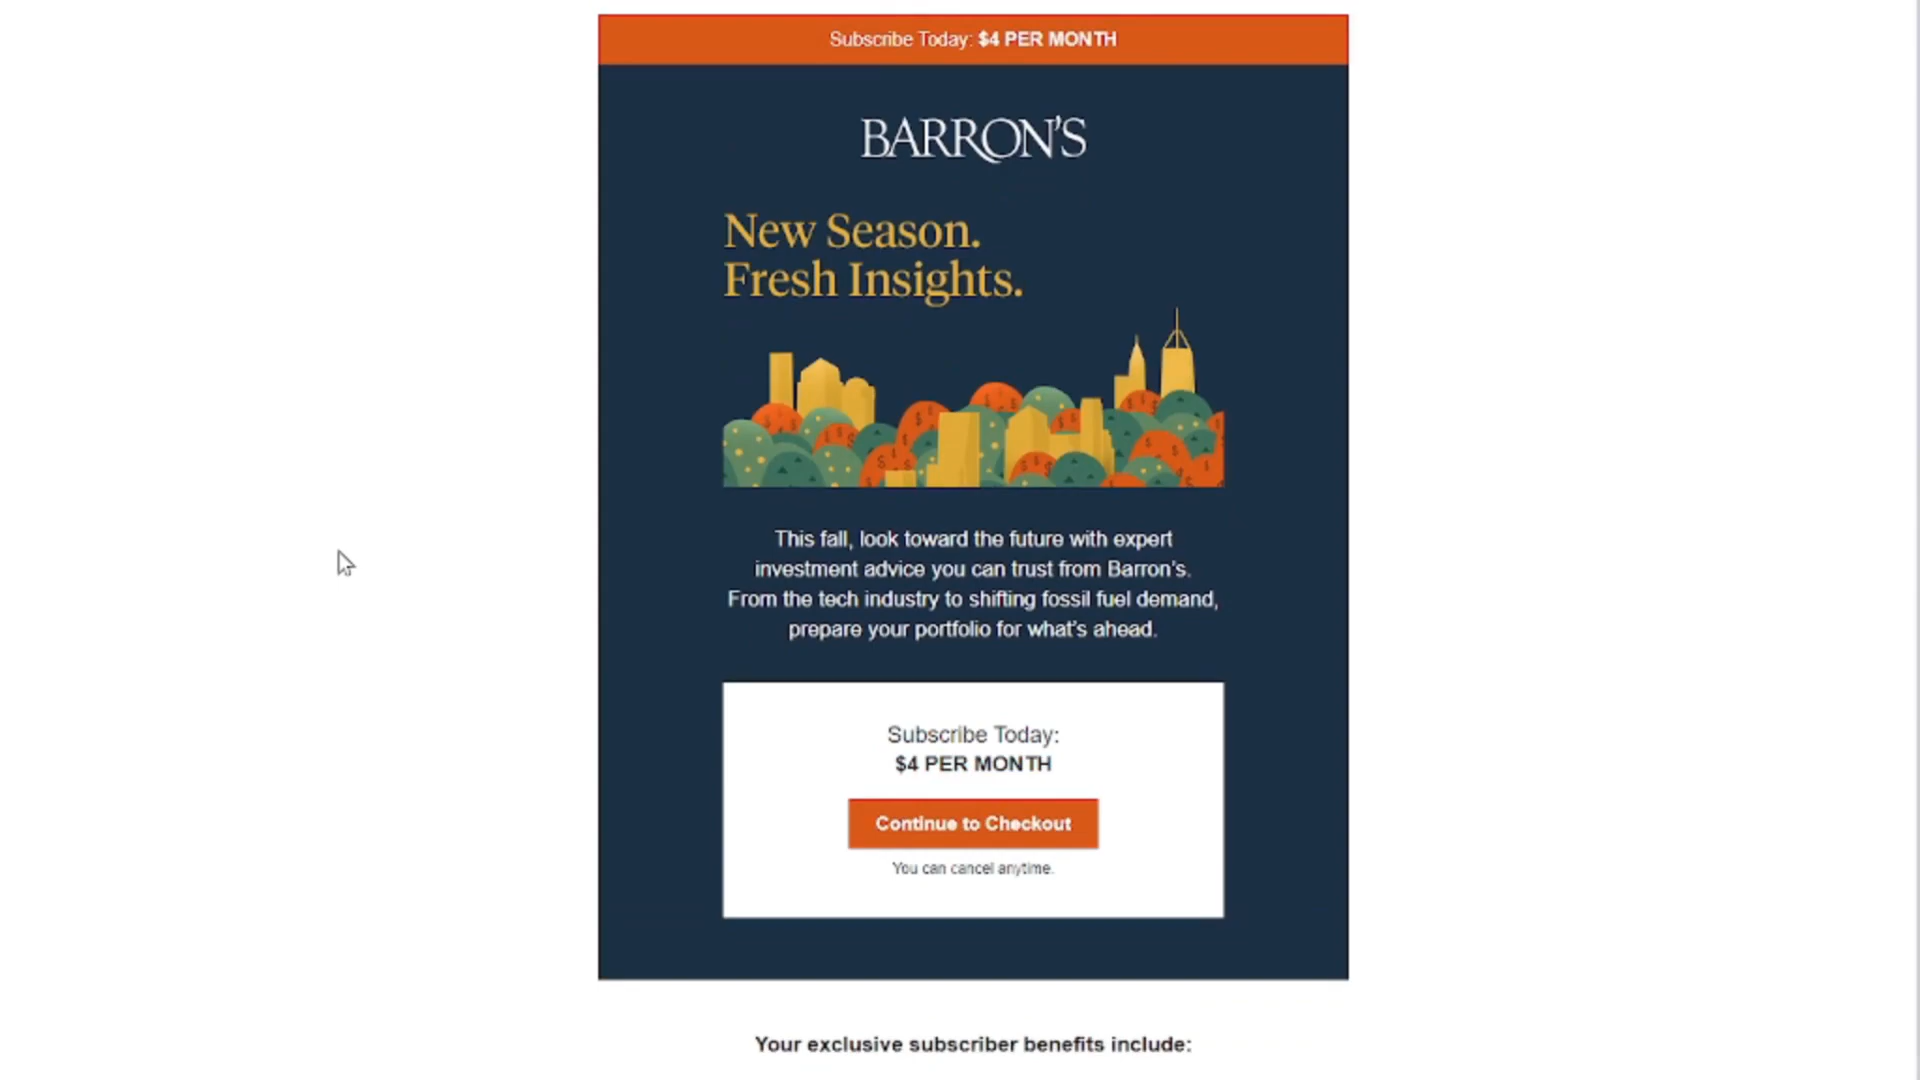 Subscribe Today: $4 PER MONTH
BARRON'S
New Season.
Fresh Insights.
This fall, look toward the future with expert
investment advice you can trust from Barron's.
From the tech industry to shifting fossil fuel demand,
prepare your portfolio for what's ahead.
Subscribe Today:
$4 PER MONTH
Continue to Checkout
You can cancel anytime.
Your exclusive subscriber benefits include: